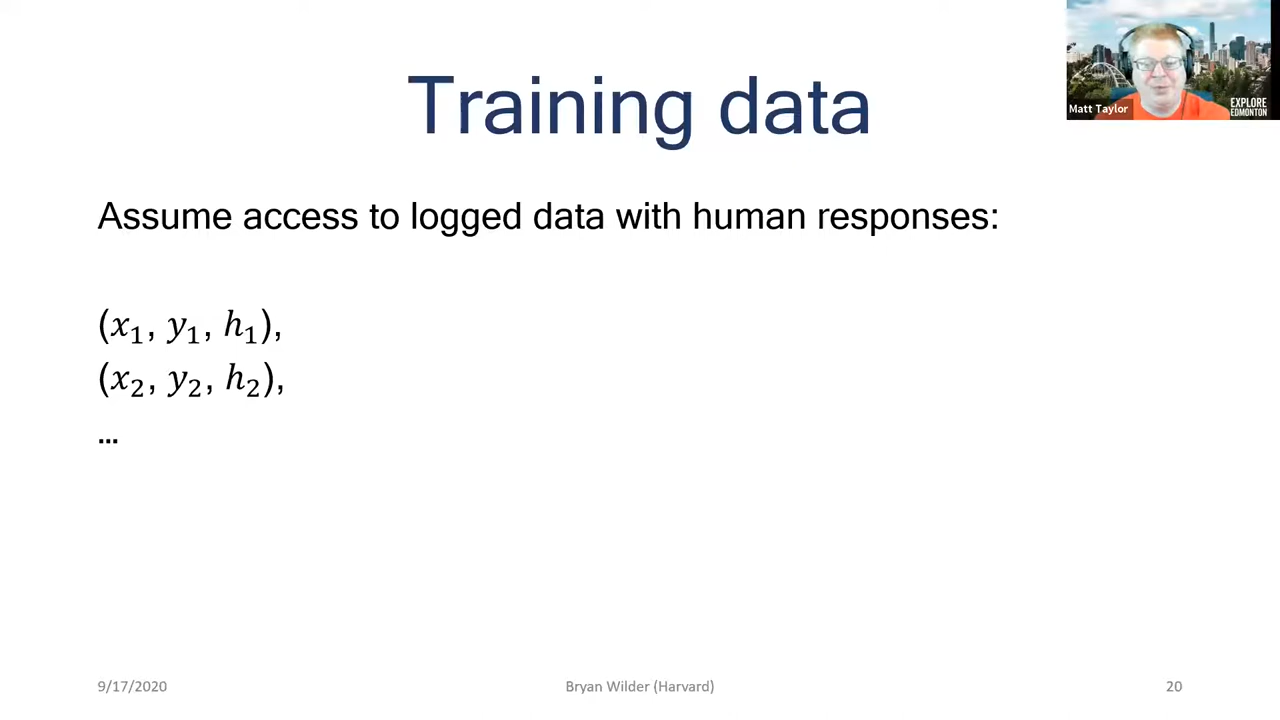 Training data
Matt Taylor
EXPLORE
EDMONTON
Assume access to logged data with human responses:
(x₁, y₁, h₁),
(x₂, y₂, h₂),
…
9/17/2020
Bryan Wilder (Harvard)
20